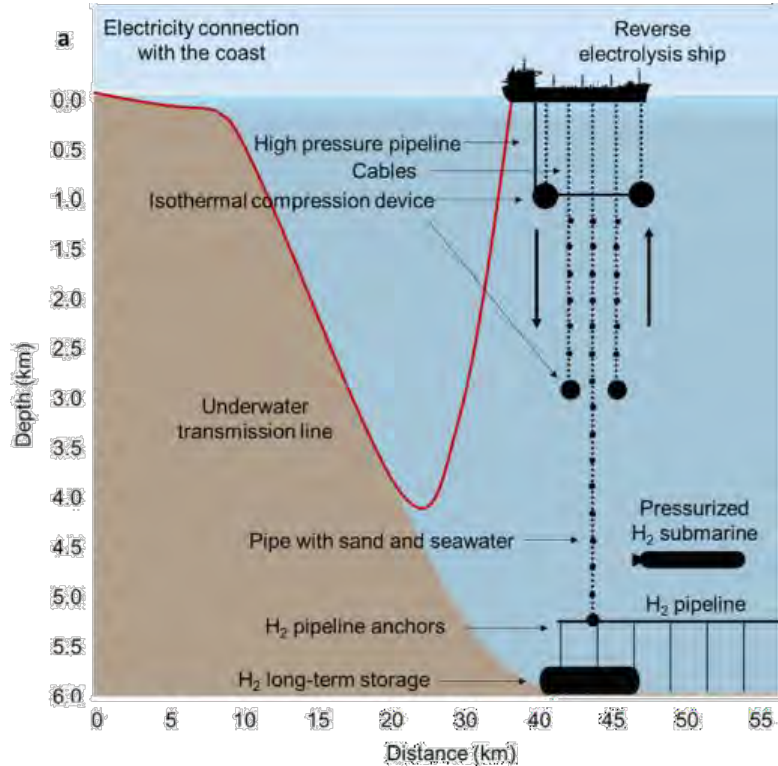 a
Electricity connection
with the coast
Reverse
electrolysis ship
0.0
0.5
1.0
1.5
2.0
2.5
3.0
3.5
4.0
4.5
5.0
5.5
6.0
Depth (km)
High pressure pipeline
Cables
Isothermal compression device
Underwater
transmission line
Pipe with sand and seawater
Pressurized
H₂ submarine
H₂ pipeline
H₂ pipeline anchors
H₂ long-term storage
0
5
10
15
20
30
40
45
50
55
Distance (km)